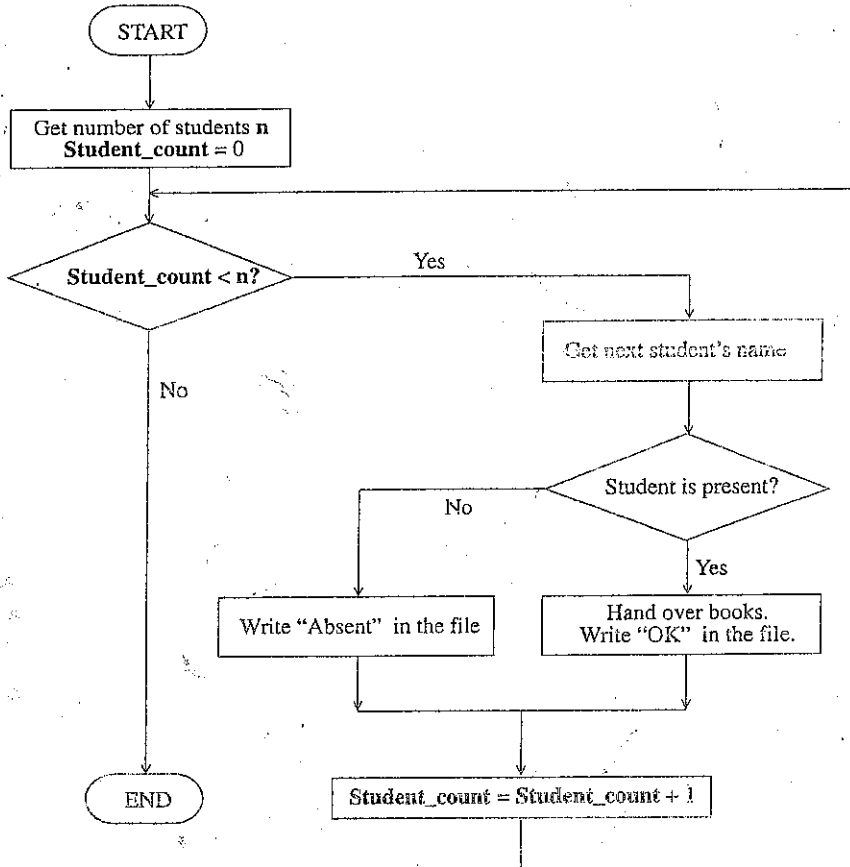 START
Get number of students n
Student_count = 0
Student_count < n?
Yes
Get next student's name
No
Student is present?
No
Yes
Write “Absent” in the file
Hand over books.
Write “OK” in the file.
END
Student_count = Student_count + 1